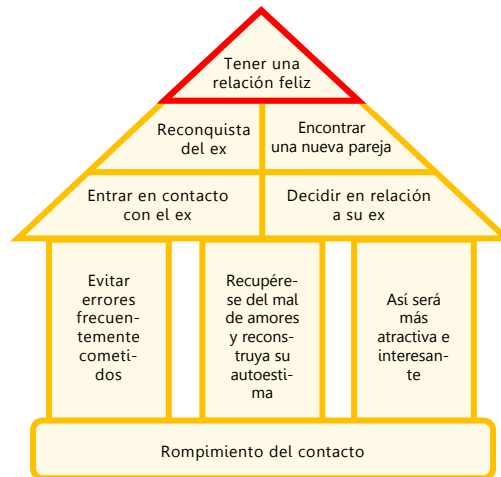 Tener una
relación feliz
Reconquista
del ex
Encontrar
una nueva pareja
Entrar en contacto
con el ex
Decidir en relación
a su ex
Evitar
errores
frecuen-
temente
cometi-
dos
Recupére-
se del mal
de amores
y recons-
truya su
autoesti-
ma
Así será
más
atractiva e
interesan-
te
Rompimiento del contacto